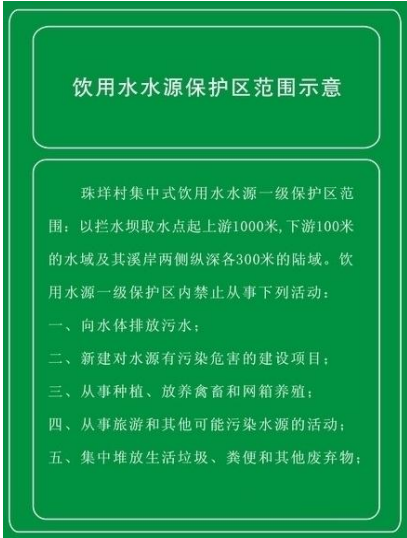 饮用水水源保护区范围示意
珠垟村集中式饮用水水源一级保护区范
围：以拦水坝取水点起上游1000米,下游100米
的水域及其溪岸两侧纵深各300米的陆域。饮
用水源一级保护区内禁止从事下列活动：
一、向水体排放污水；
二、新建对水源有污染危害的建设项目；
三、从事种植、放养禽畜和网箱养殖；
四、从事旅游和其他可能污染水源的活动；
五、集中堆放生活垃圾、粪便和其他废弃物；